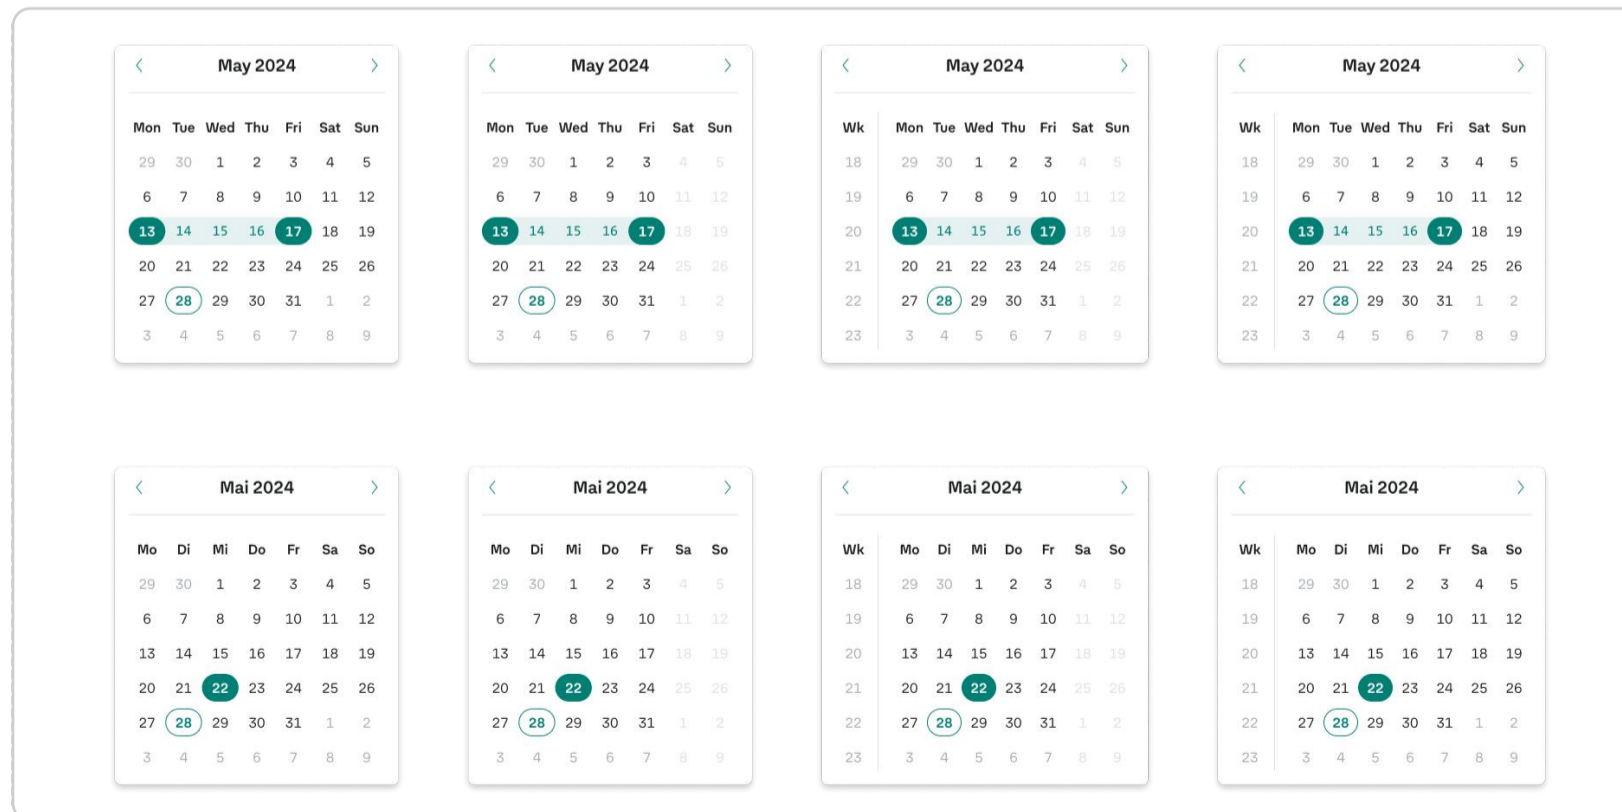 May 2024
Mon Tue Wed Thu Fri Sat Sun
29 30 1 2 3 4 5
6 7 8 9 10 11 12
13 14 15 16 17 18 19
20 21 22 23 24 25 26
27 28 29 30 31 1 2
3 4 5 6 7 8 9
May 2024
Mon Tue Wed Thu Fri Sat Sun
29 30 1 2 3 4 5
6 7 8 9 10 11 12
13 14 15 16 17 18 19
20 21 22 23 24 25 26
27 28 29 30 31 1 2
3 4 5 6 7 8 9
May 2024
Wk Mon Tue Wed Thu Fri Sat Sun
18 29 30 1 2 3 4 5
19 6 7 8 9 10 11 12
20 13 14 15 16 17 18 19
21 20 21 22 23 24 25 26
22 27 28 29 30 31 1 2
23 3 4 5 6 7 8 9
May 2024
Wk Mon Tue Wed Thu Fri Sat Sun
18 29 30 1 2 3 4 5
19 6 7 8 9 10 11 12
20 13 14 15 16 17 18 19
21 20 21 22 23 24 25 26
22 27 28 29 30 31 1 2
23 3 4 5 6 7 8 9
Mai 2024
Mo Di Mi Do Fr Sa So
29 30 1 2 3 4 5
6 7 8 9 10 11 12
13 14 15 16 17 18 19
20 21 22 23 24 25 26
27 28 29 30 31 1 2
3 4 5 6 7 8 9
Mai 2024
Mo Di Mi Do Fr Sa So
29 30 1 2 3 4 5
6 7 8 9 10 11 12
13 14 15 16 17 18 19
20 21 22 23 24 25 26
27 28 29 30 31 1 2
3 4 5 6 7 8 9
Mai 2024
Wk Mo Di Mi Do Fr Sa So
18 29 30 1 2 3 4 5
19 6 7 8 9 10 11 12
20 13 14 15 16 17 18 19
21 20 21 22 23 24 25 26
22 27 28 29 30 31 1 2
23 3 4 5 6 7 8 9
Mai 2024
Wk Mo Di Mi Do Fr Sa So
18 29 30 1 2 3 4 5
19 6 7 8 9 10 11 12
20 13 14 15 16 17 18 19
21 20 21 22 23 24 25 26
22 27 28 29 30 31 1 2
23 3 4 5 6 7 8 9